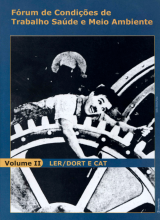 Fórum de Condições de
Trabalho Saúde e Meio Ambiente
Volume II LER/DORT E CAT